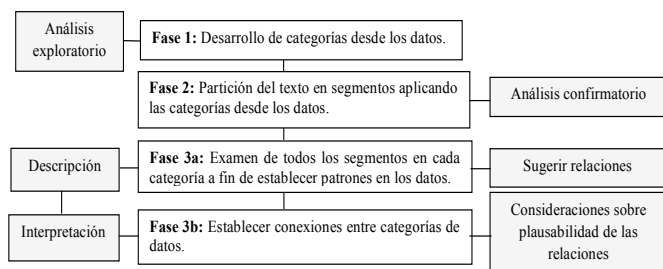 Análisis
exploratorio
Fase 1: Desarrollo de categorías desde los datos.
Fase 2: Partición del texto en segmentos aplicando
las categorías desde los datos.
Análisis confirmatorio
Descripción
Fase 3a: Examen de todos los segmentos en cada
categoría a fin de establecer patrones en los datos.
Sugerir relaciones
Interpretación
Fase 3b: Establecer conexiones entre categorías de
datos.
Consideraciones sobre
plausabilidad de las
relaciones